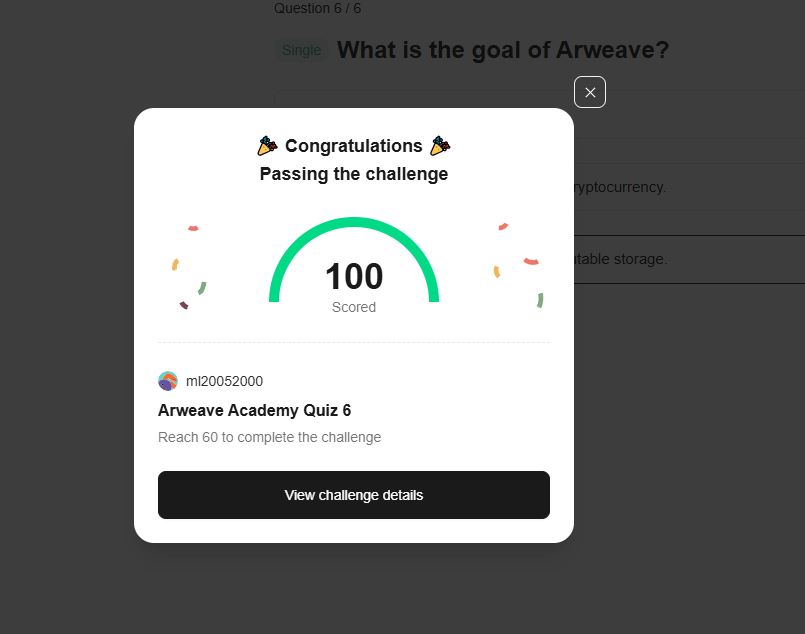 Question 6 / 6
Single What is the goal of Arweave?
Congratulations
Passing the challenge
ryptocurrency.
100
table storage.
Scored
ml20052000
Arweave Academy Quiz 6
Reach 60 to complete the challenge
View challenge details